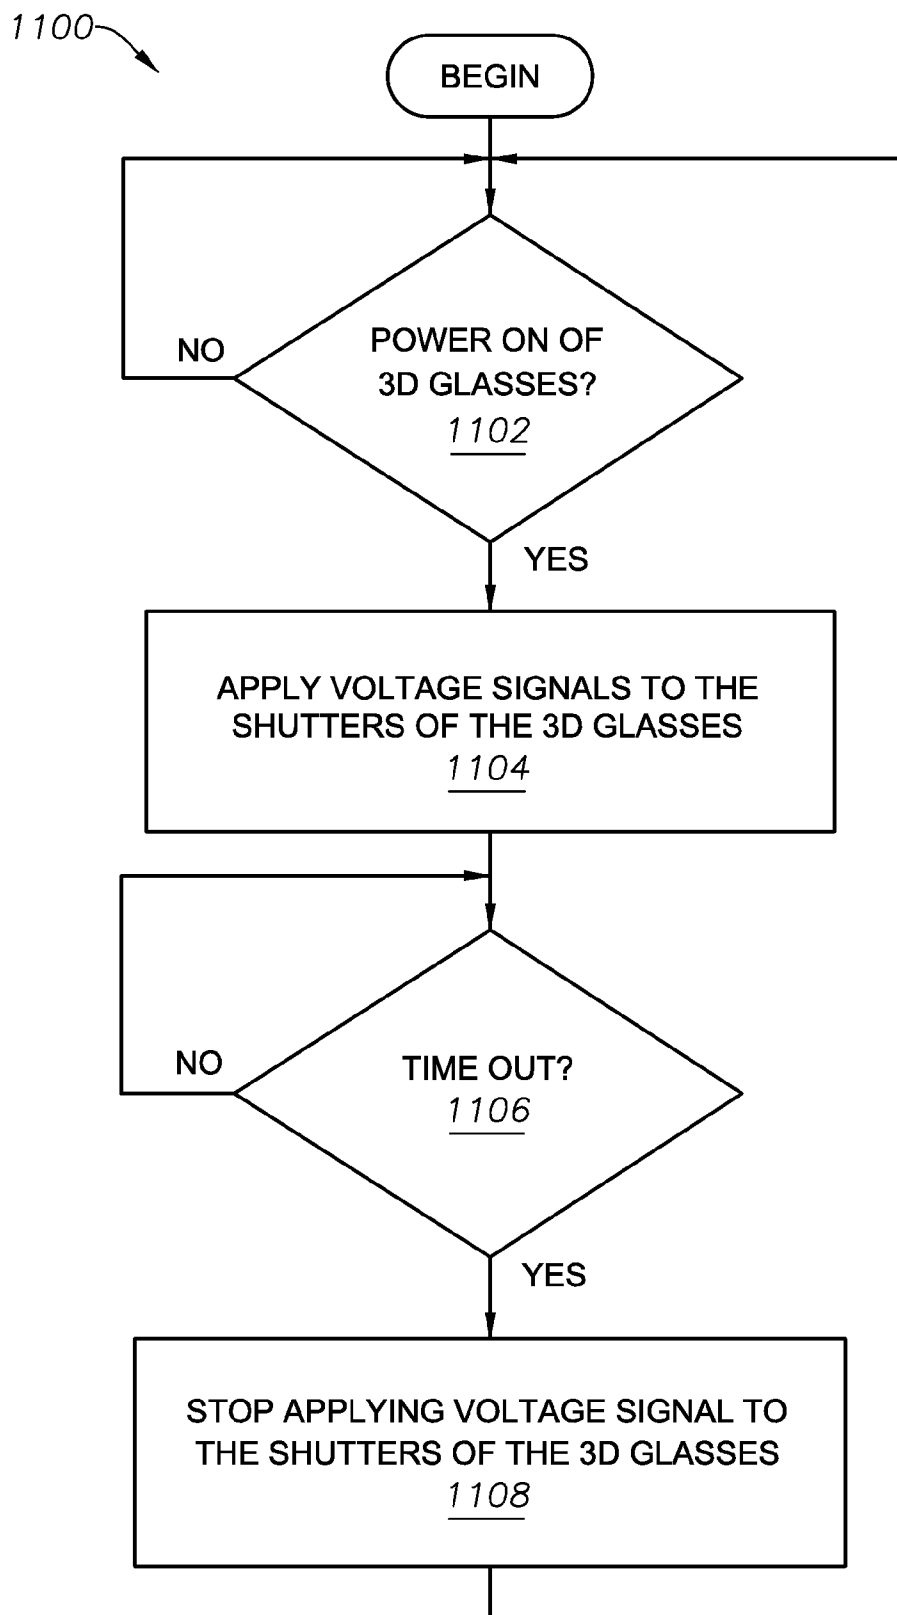 1100
BEGIN
POWER ON OF
3D GLASSES?
1102
NO
YES
APPLY VOLTAGE SIGNALS TO THE
SHUTTERS OF THE 3D GLASSES
1104
TIME OUT?
1106
NO
YES
STOP APPLYING VOLTAGE SIGNAL TO
THE SHUTTERS OF THE 3D GLASSES
1108